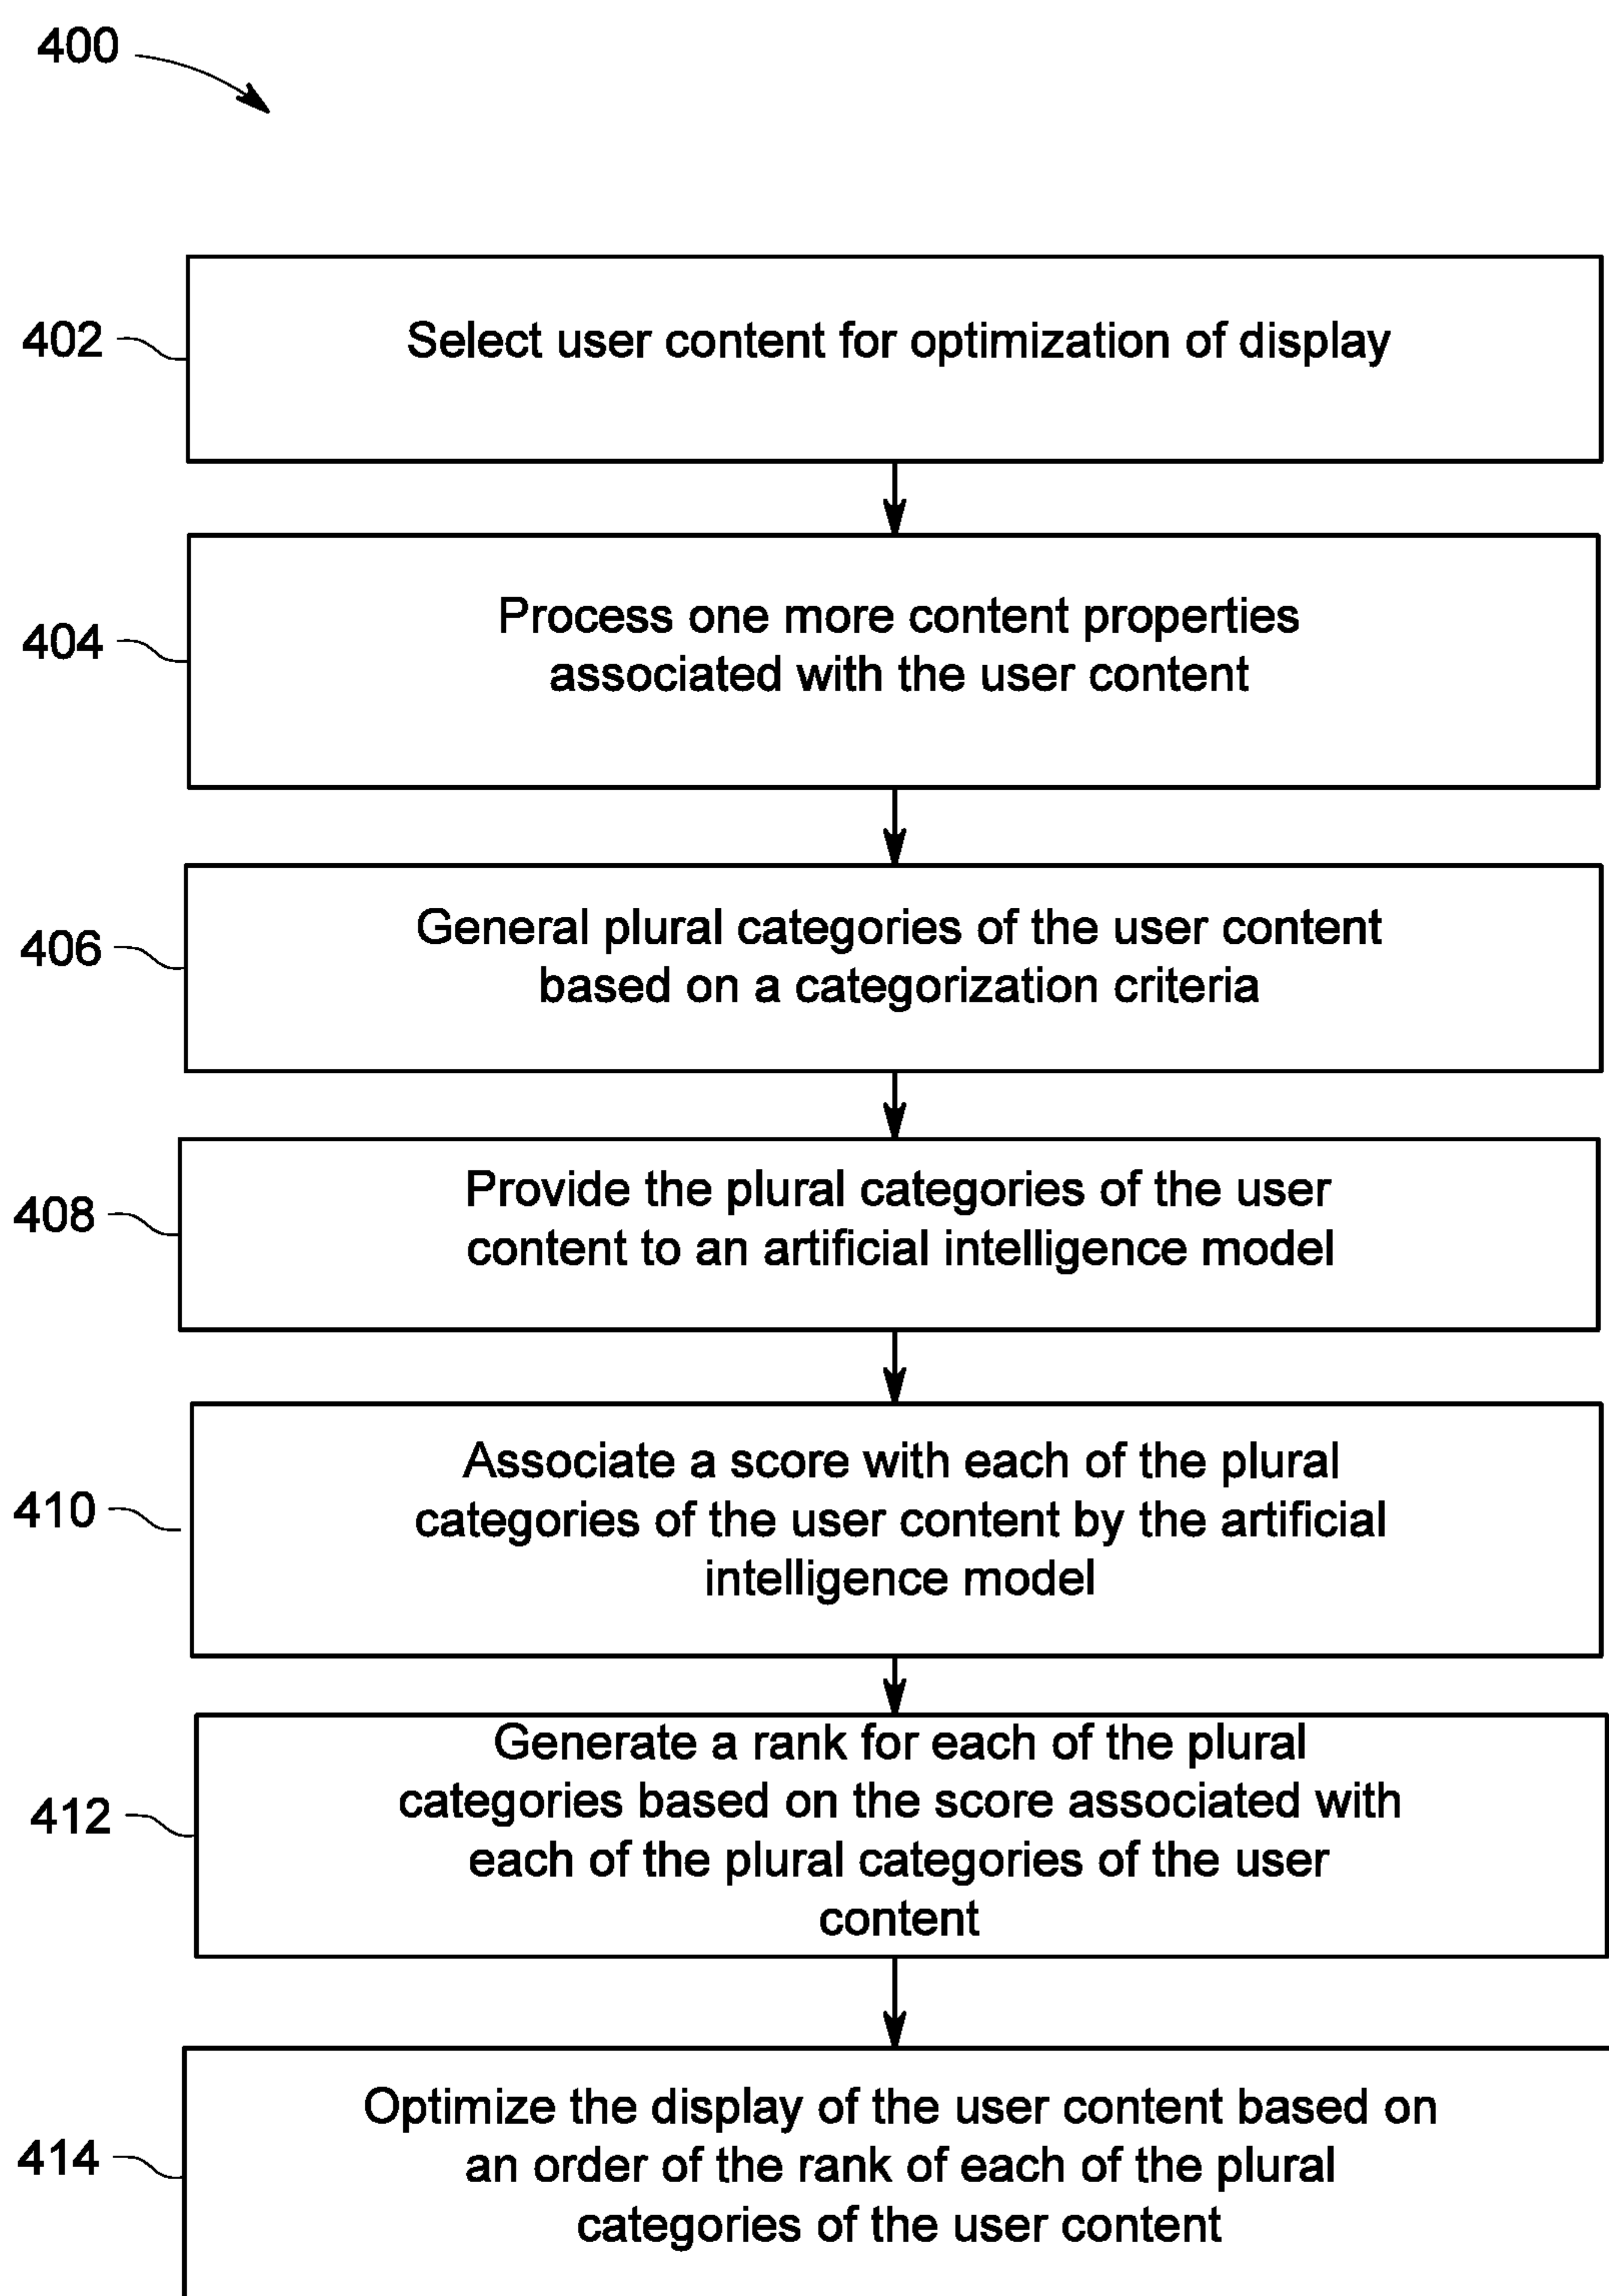 400
402
Select user content for optimization of display
404
Process one more content properties
associated with the user content
406
General plural categories of the user content
based on a categorization criteria
408
Provide the plural categories of the user
content to an artificial intelligence model
410
Associate a score with each of the plural
categories of the user content by the artificial
intelligence model
412
Generate a rank for each of the plural
categories based on the score associated with
each of the plural categories of the user
content
414
Optimize the display of the user content based on
an order of the rank of each of the plural
categories of the user content